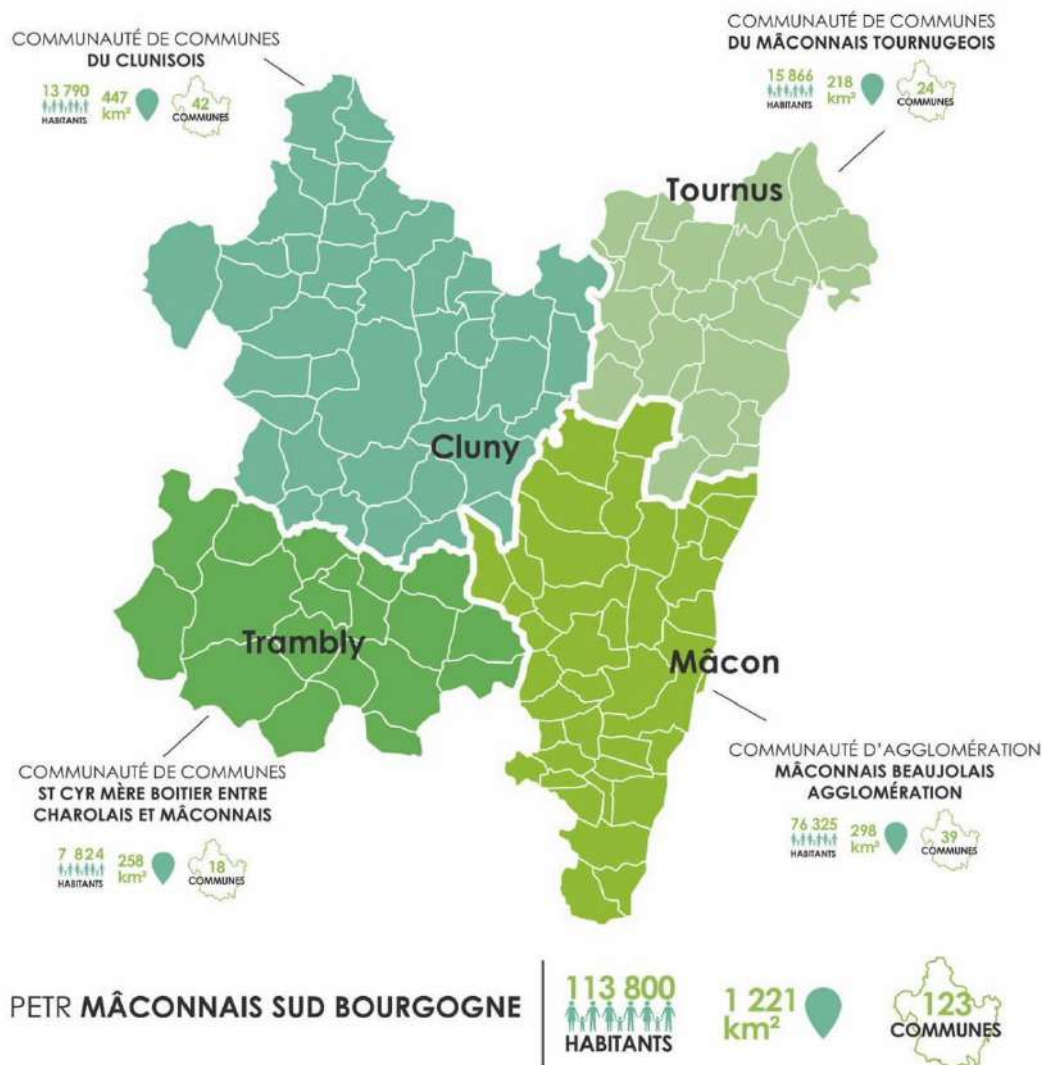 COMMUNAUTÉ DE COMMUNES
DU CLUNISOIS
13 790
HABITANTS
447
km²
42
COMMUNES
COMMUNAUTÉ DE COMMUNES
DU MÂCONNAIS TOURNUGEOIS
15 866
HABITANTS
218
km²
24
COMMUNES
Tournus
Cluny
Trambly
Mâcon
COMMUNAUTÉ DE COMMUNES
ST CYR MÈRE BOITIER ENTRE
CHAROLAIS ET MÂCONNAIS
7 824
HABITANTS
258
km²
18
COMMUNES
COMMUNAUTÉ D'AGGLOMÉRATION
MÂCONNAIS BEAUJOLAIS
AGGLOMÉRATION
76 325
HABITANTS
298
km²
39
COMMUNES
PETR MÂCONNAIS SUD BOURGOGNE
113 800
HABITANTS
1 221
km²
123
COMMUNES